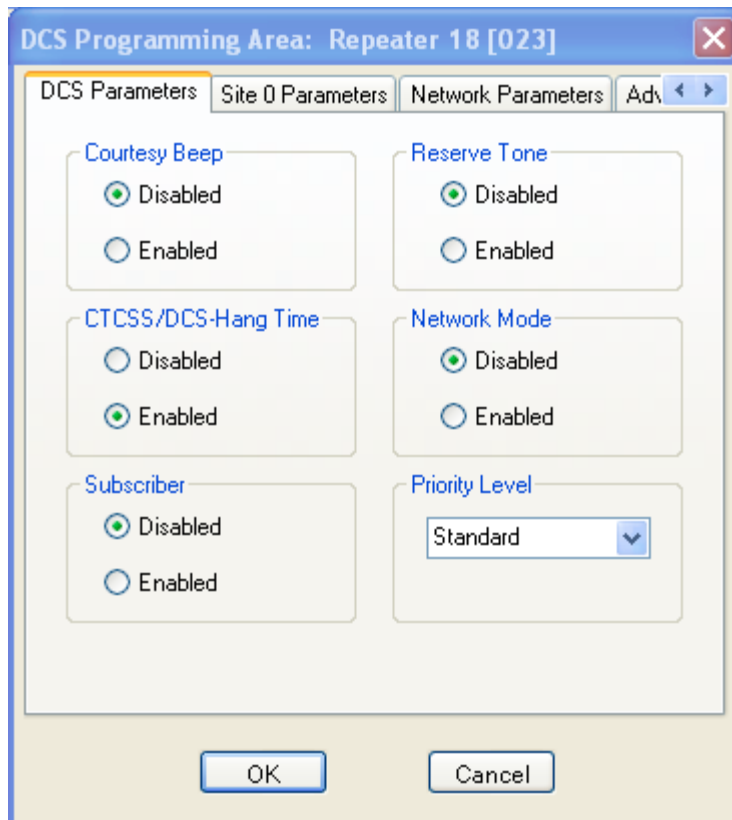 DCS Programming Area: Repeater 18 [023]
DCS Parameters Site 0 Parameters Network Parameters Adv
Courtesy Beep
Disabled
Enabled
Reserve Tone
Disabled
Enabled
CTCSS/DCS-Hang Time
Disabled
Enabled
Network Mode
Disabled
Enabled
Subscriber
Disabled
Enabled
Priority Level
Standard
OK Cancel